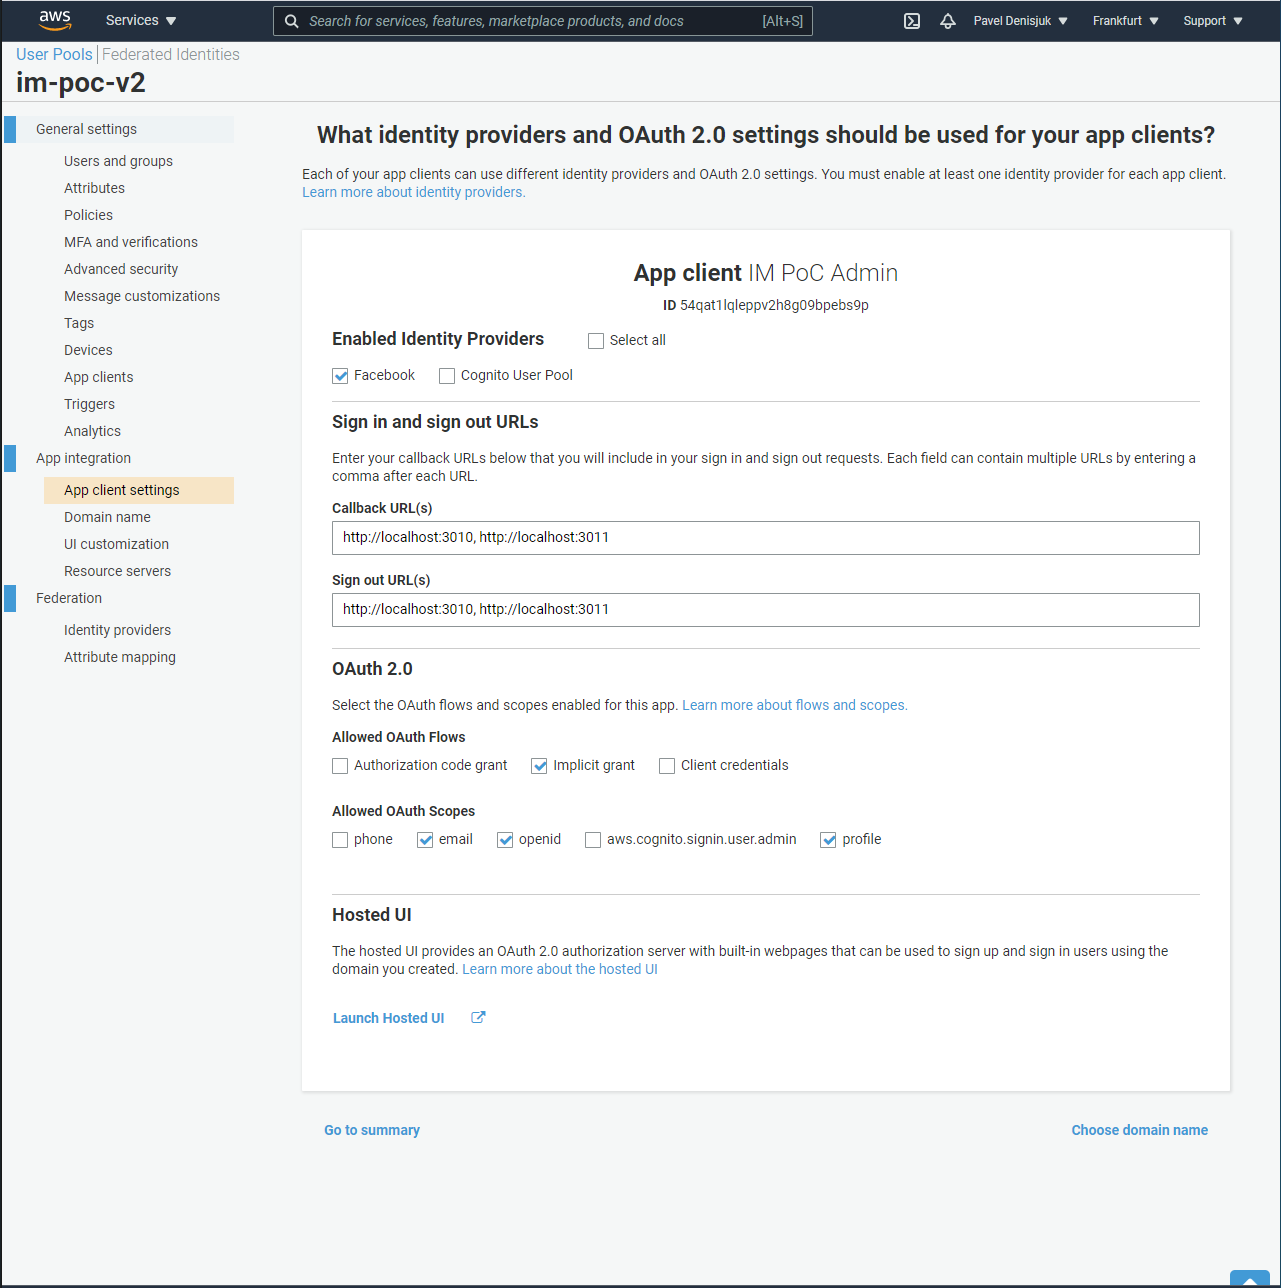 aws Services Search for services, features, marketplace products, and docs [Alt+S] Pavel Denisjuk Frankfurt Support
User Pools Federated Identities
im-poc-v2
General settings
Users and groups
Attributes
Policies
MFA and verifications
Advanced security
Message customizations
Tags
Devices
App clients
Triggers
Analytics
App integration
App client settings
Domain name
UI customization
Resource servers
Federation
Identity providers
Attribute mapping
What identity providers and OAuth 2.0 settings should be used for your app clients?
Each of your app clients can use different identity providers and OAuth 2.0 settings. You must enable at least one identity provider for each app client.
Learn more about identity providers.
App client IM PoC Admin
ID 54qat1lqleppv2h8g09bpebs9p
Enabled Identity Providers Select all
Facebook Cognito User Pool
Sign in and sign out URLs
Enter your callback URLs below that you will include in your sign in and sign out requests. Each field can contain multiple URLs by entering a
comma after each URL.
Callback URL(s)
http://localhost:3010, http://localhost:3011
Sign out URL(s)
http://localhost:3010, http://localhost:3011
OAuth 2.0
Select the OAuth flows and scopes enabled for this app. Learn more about flows and scopes.
Allowed OAuth Flows
Authorization code grant Implicit grant Client credentials
Allowed OAuth Scopes
phone email openid aws.cognito.signin.user.admin profile
Hosted UI
The hosted UI provides an OAuth 2.0 authorization server with built-in webpages that can be used to sign up and sign in users using the
domain you created. Learn more about the hosted UI
Launch Hosted UI
Go to summary Choose domain name